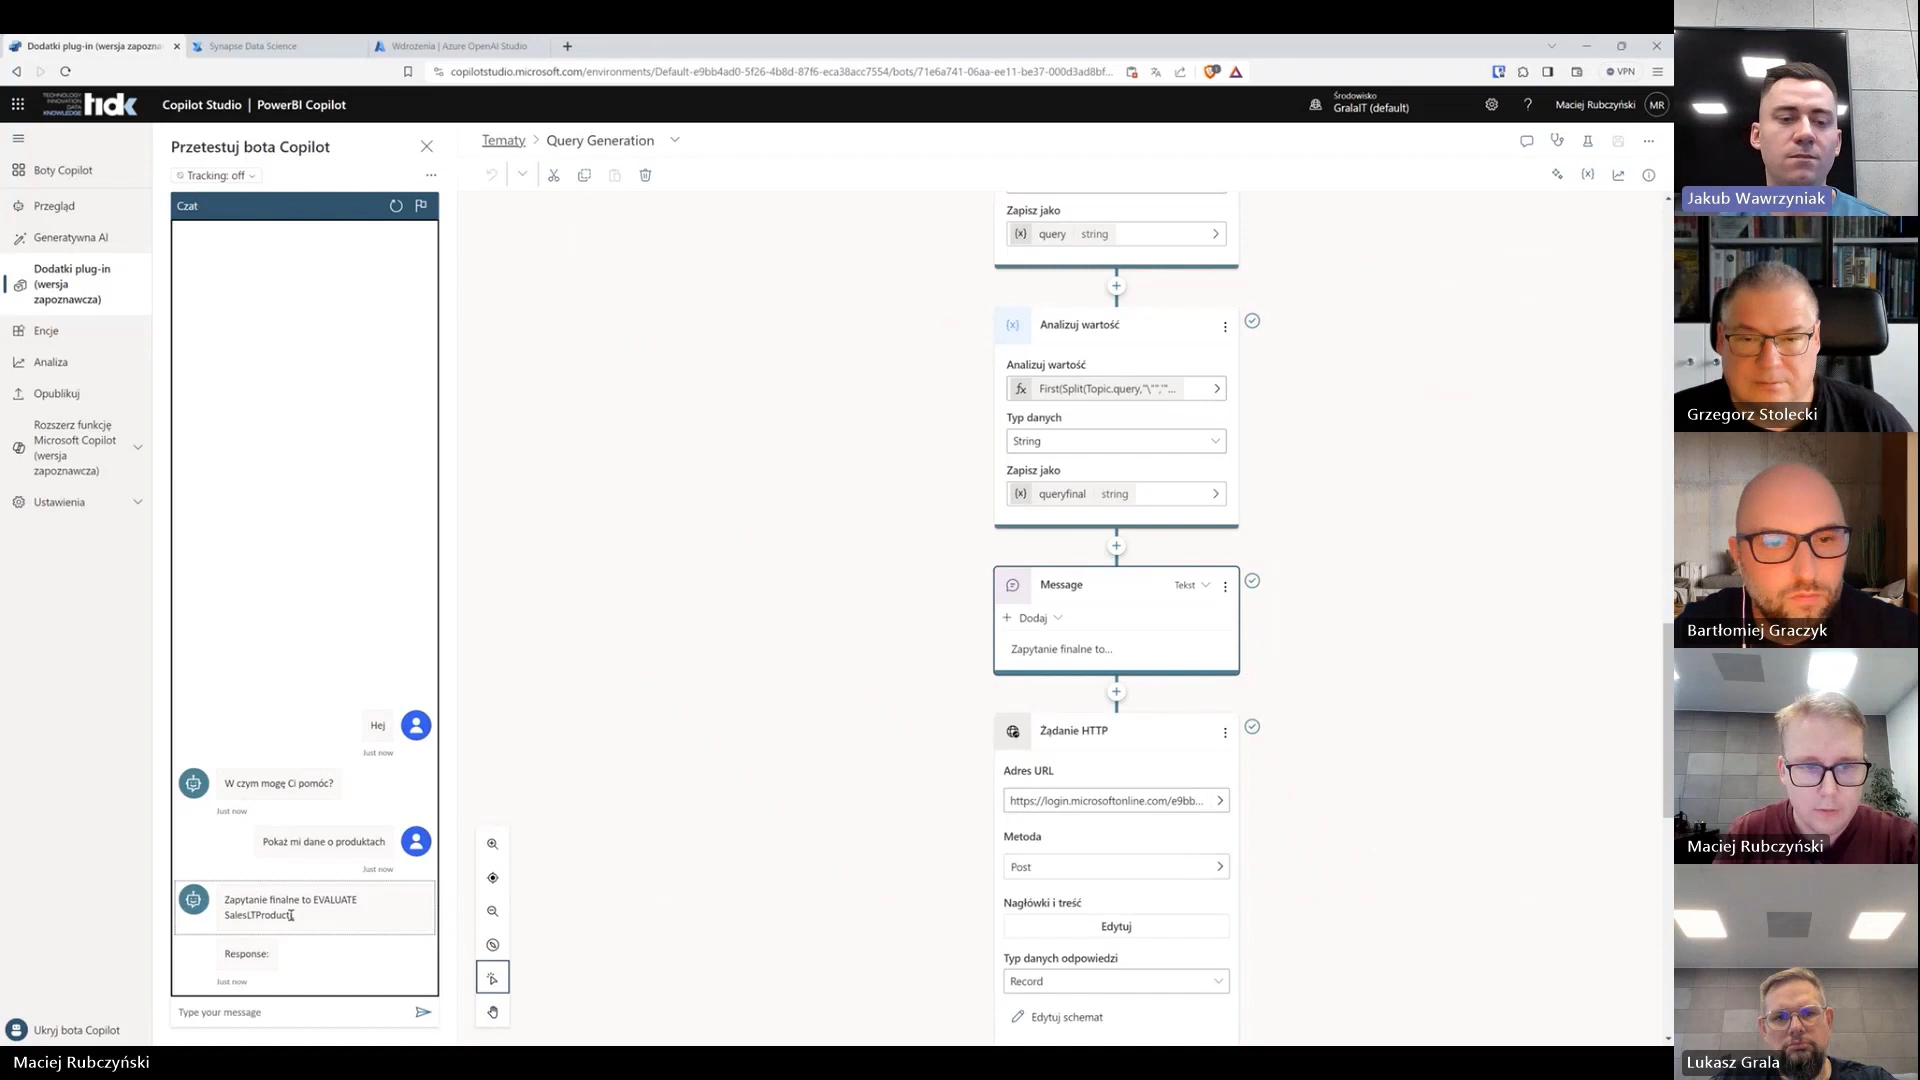 Dodatki plug-in (wersja zapozna
Synapse Data Science
Wdrożenia | Azure OpenAI Studio
copilotstudio.microsoft.com/environments/Default-e9bb4ad0-5f26-4b8d-87f6-eca38acc7554/bots/71e6a741-06aa-ee11-be37-000d3ad8bf...
VPN
TECHNOLOGY
INNOVATION
DATA
KNOWLEDGE
tidk
Copilot Studio | PowerBI Copilot
Środowisko
GralaIT (default)
Maciej Rubczyński
MR
Boty Copilot
Przegląd
Generatywna AI
Dodatki plug-in
(wersja
zapoznawcza)
Encje
Analiza
Opublikuj
Rozszerz funkcję
Microsoft Copilot
(wersja
zapoznawcza)
Ustawienia
Ukryj bota Copilot
Przetestuj bota Copilot
Tracking: off
Czat
Hej
Just now
W czym mogę Ci pomóc?
Just now
Pokaż mi dane o produktach
Just now
Zapytanie finalne to EVALUATE
SalesLTProduct
Response:
Just now
Type your message
Tematy > Query Generation
Zapisz jako
{x} query string
{x} Analizuj wartość
Analizuj wartość
fx First(Split(Topic.query,"\"",'"...
Typ danych
String
Zapisz jako
{x} queryfinal string
Message
Tekst
+ Dodaj
Zapytanie finalne to...
Żądanie HTTP
Adres URL
https://login.microsoftonline.com/e9bb...
Metoda
Post
Nagłówki i treść
Edytuj
Typ danych odpowiedzi
Record
Edytuj schemat
Jakub Wawrzyniak
Grzegorz Stolecki
Bartłomiej Graczyk
Maciej Rubczyński
Lukasz Grala
Maciej Rubczyński